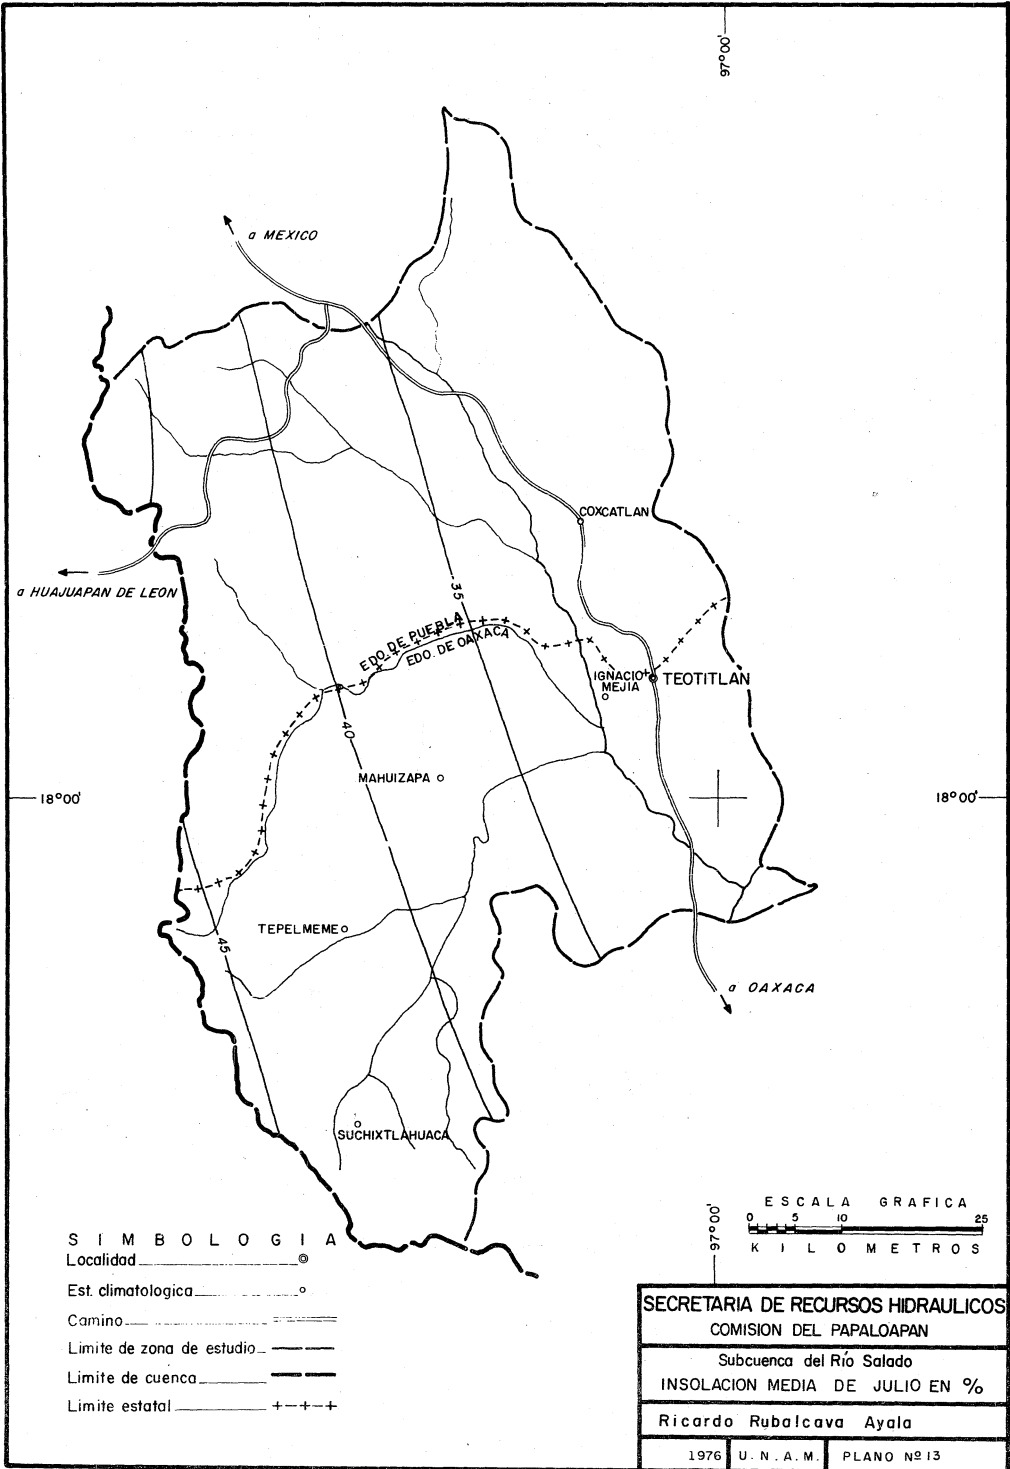 97°00'
a MEXICO
COXCATLAN
a HUAJUAPAN DE LEON
35
EDO DE PUEBLA
EDO. DE OAXACA
IGNACIO
MEJIA
TEOTITLAN
40
MAHUIZAPA
18°00'
18°00'
TEPELMEME
45
a OAXACA
SUCHIXTLAHUACA
97°00'
ESCALA GRAFICA
0 5 10 25
KILOMETROS
SIMBOLOGIA
Localidad
Est. climatologica
Camino
Limite de zona de estudio
Limite de cuenca
Limite estatal
SECRETARIA DE RECURSOS HIDRAULICOS
COMISION DEL PAPALOAPAN
Subcuenca del Río Salado
INSOLACION MEDIA DE JULIO EN %
Ricardo Rubalcava Ayala
1976 U.N.A.M. PLANO Nº 13